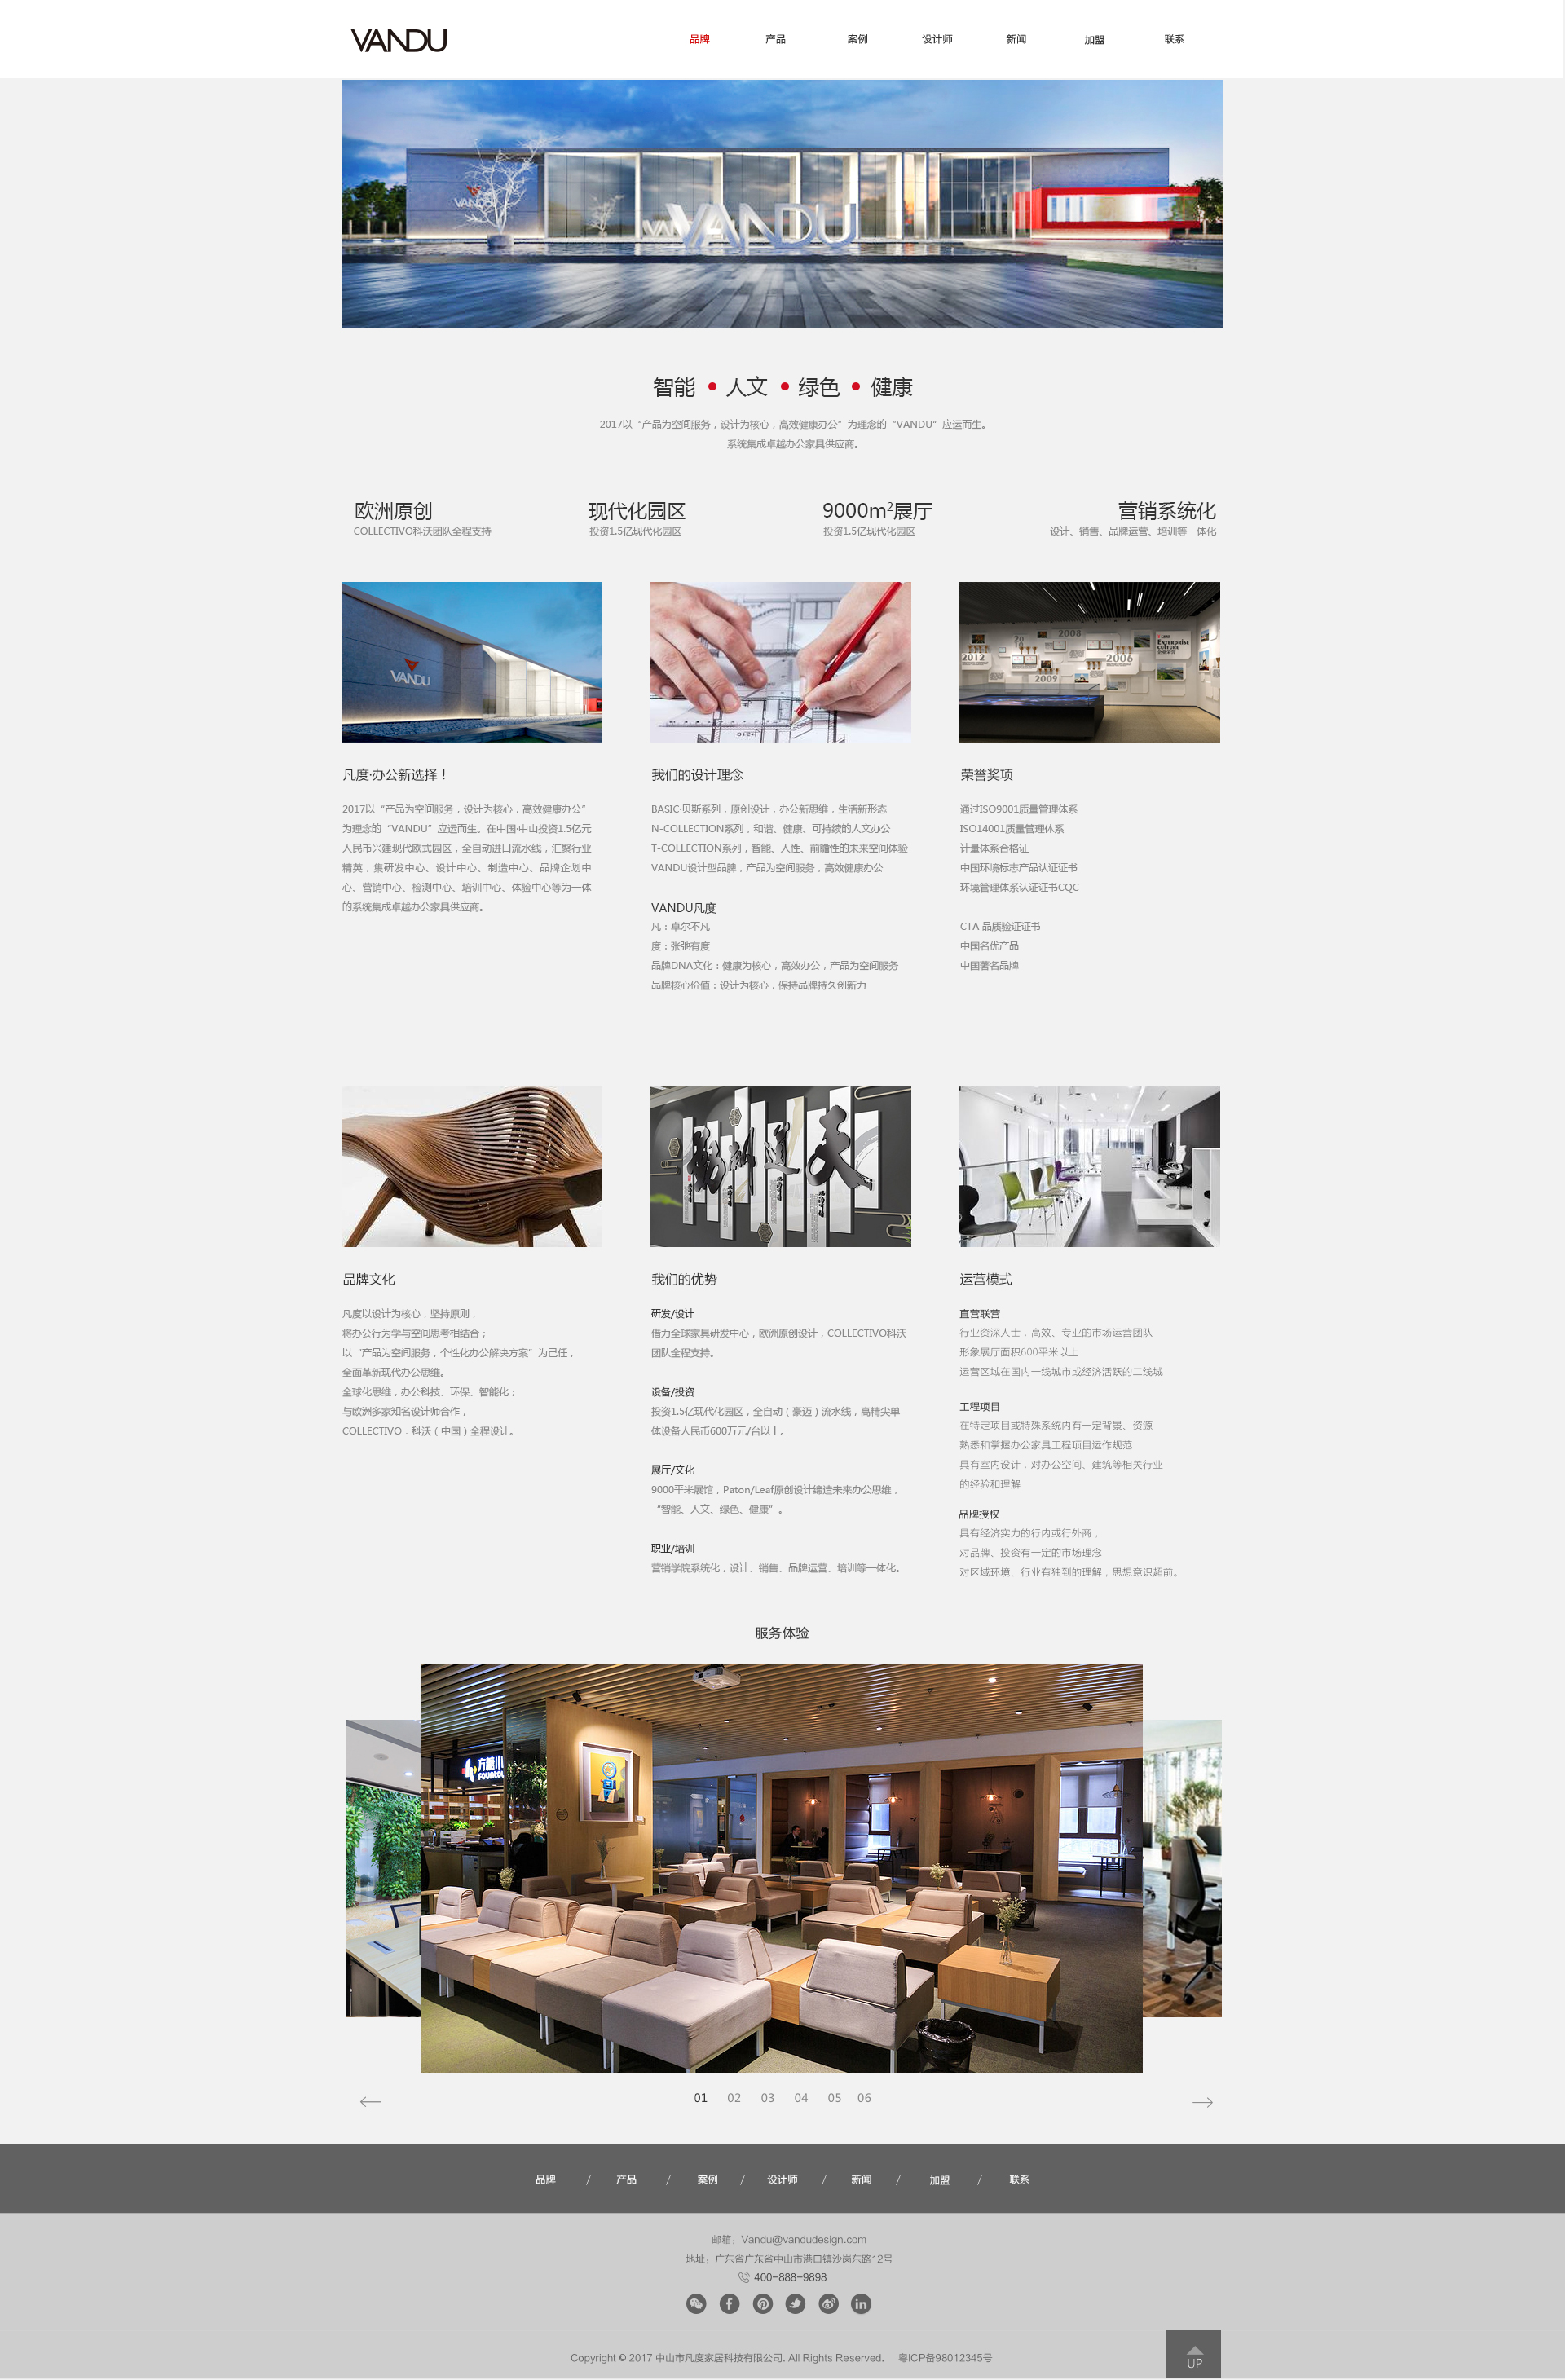 VANDU
品牌 产品 案例 设计师 新闻 加盟 联系
VANDU
VANDU
智能 • 人文 • 绿色 • 健康
2017以“产品为空间服务，设计为核心，高效健康办公”为理念的“VANDU”应运而生。
系统集成卓越办公家具供应商。
欧洲原创 现代化园区 9000m²展厅 营销系统化
COLLECTIVO科沃团队全程支持 投资1.5亿现代化园区 投资1.5亿现代化园区 设计、销售、品牌运营、培训等一体化
VANDU
2012
2008
2006
2009
ENTERPRISE
CULTURE
凡度·办公新选择！
2017以“产品为空间服务，设计为核心，高效健康办公”
为理念的“VANDU”应运而生。在中国·中山投资1.5亿元
人民币兴建现代欧式园区，全自动进口流水线，汇聚行业
精英，集研发中心、设计中心、制造中心、品牌企划中
心、营销中心、检测中心、培训中心、体验中心等为一体
的系统集成卓越办公家具供应商。
我们的设计理念
BASIC·贝斯系列，原创设计，办公新思维，生活新形态
N-COLLECTION系列，和谐、健康、可持续的人文办公
T-COLLECTION系列，智能、人性、前瞻性的未来空间体验
VANDU设计型品牌，产品为空间服务，高效健康办公
VANDU凡度
凡：卓尔不凡
度：张弛有度
品牌DNA文化：健康为核心，高效办公，产品为空间服务
品牌核心价值：设计为核心，保持品牌持久创新力
荣誉奖项
通过ISO9001质量管理体系
ISO14001质量管理体系
计量体系合格证
中国环境标志产品认证证书
环境管理体系认证证书CQC
CTA 品质验证证书
中国名优产品
中国著名品牌
品牌文化
凡度以设计为核心，坚持原则，
将办公行为学与空间思考相结合；
以“产品为空间服务，个性化办公解决方案”为己任，
全面革新现代办公思维。
全球化思维，办公科技、环保、智能化；
与欧洲多家知名设计师合作，
COLLECTIVO．科沃（中国）全程设计。
我们的优势
研发/设计
借力全球家具研发中心，欧洲原创设计，COLLECTIVO科沃
团队全程支持。
设备/投资
投资1.5亿现代化园区，全自动（豪迈）流水线，高精尖单
体设备人民币600万元/台以上。
展厅/文化
9000平米展馆，Paton/Leaf原创设计缔造未来办公思维，
“智能、人文、绿色、健康”。
职业/培训
营销学院系统化，设计、销售、品牌运营、培训等一体化。
运营模式
直营联营
行业资深人士，高效、专业的市场运营团队
形象展厅面积600平米以上
运营区域在国内一线城市或经济活跃的二线城
工程项目
在特定项目或特殊系统内有一定背景、资源
熟悉和掌握办公家具工程项目运作规范
具有室内设计，对办公空间、建筑等相关行业
的经验和理解
品牌授权
具有经济实力的行内或行外商，
对品牌、投资有一定的市场理念
对区域环境、行业有独到的理解，思想意识超前。
服务体验
01 02 03 04 05 06
品牌 / 产品 / 案例 / 设计师 / 新闻 / 加盟 / 联系
邮箱：Vandu@vandudesign.com
地址：广东省广东省中山市港口镇沙岗东路12号
400-888-9898
Copyright © 2017 中山市凡度家居科技有限公司, All Rights Reserved, 粤ICP备98012345号
UP